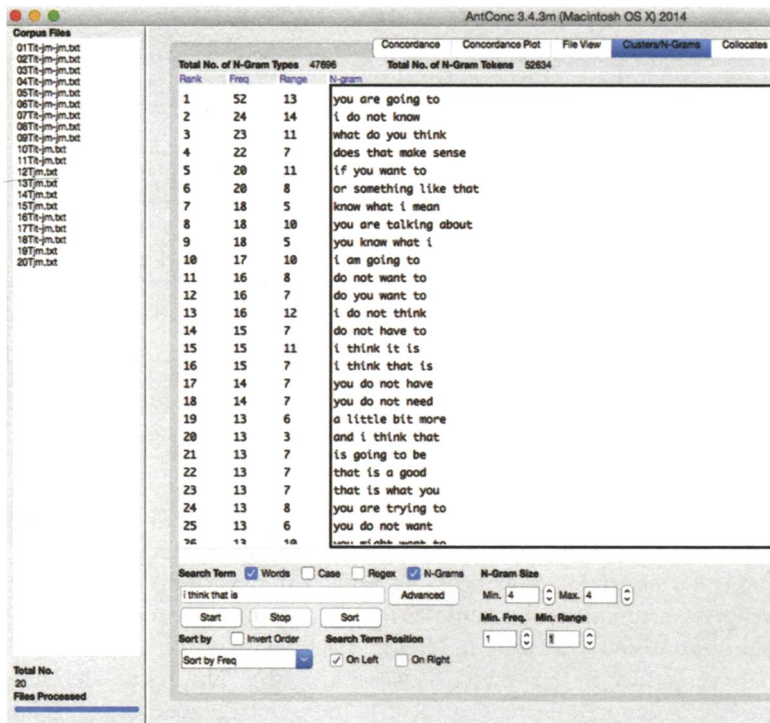 AntConc 3.4.3m (Macintosh OS X) 2014
Corpus Files
01Tit-jm-jm.txt
02Tit-jm-jm.txt
03Tit-jm-jm.txt
04Tit-jm-jm.txt
05Tit-jm-jm.txt
06Tit-jm-jm.txt
07Tit-jm-jm.txt
08Tit-jm-jm.txt
09Tit-jm-jm.txt
10Tit-jm.txt
11Tit-jm.txt
12Tjm.txt
13Tjm.txt
14Tjm.txt
15Tjm.txt
16Tit-jm.txt
17Tit-jm.txt
18Tit-jm.txt
19Tjm.txt
20Tjm.txt
Total No.
20
Files Processed
Concordance Concordance Plot File View Clusters/N-Grams Collocates
Total No. of N-Gram Types 47696 Total No. of N-Gram Tokens 52634
Rank Freq Range N-gram
1 52 13 you are going to
2 24 14 i do not know
3 23 11 what do you think
4 22 7 does that make sense
5 20 11 if you want to
6 20 8 or something like that
7 18 5 know what i mean
8 18 10 you are talking about
9 18 5 you know what i
10 17 10 i am going to
11 16 8 do not want to
12 16 7 do you want to
13 16 12 i do not think
14 15 7 do not have to
15 15 11 i think it is
16 15 7 i think that is
17 14 7 you do not have
18 14 7 you do not need
19 13 6 a little bit more
20 13 3 and i think that
21 13 7 is going to be
22 13 7 that is a good
23 13 7 that is what you
24 13 8 you are trying to
25 13 6 you do not want
26 13 10 you might want to
Search Term Words Case Regex N-Grams N-Gram Size
i think that is Advanced Min. 4 Max. 4
Start Stop Sort Min. Freq. Min. Range
Sort by Invert Order Search Term Position 1 1
Sort by Freq On Left On Right